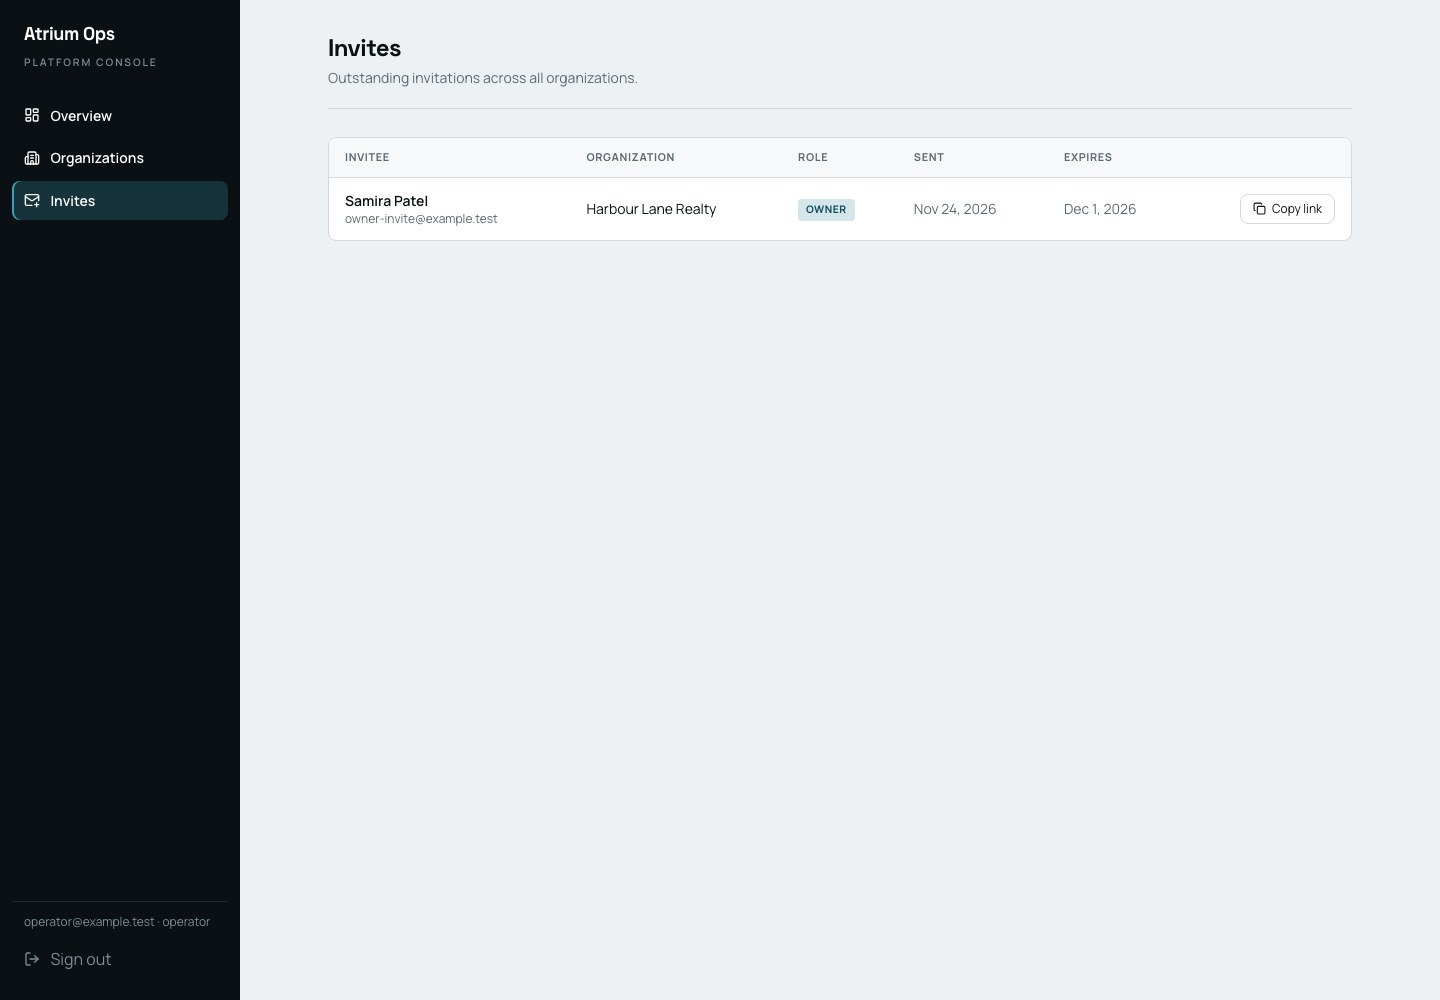 Atrium Ops
PLATFORM CONSOLE
Overview
Organizations
Invites
operator@example.test · operator
Sign out
Invites
Outstanding invitations across all organizations.
INVITEE ORGANIZATION ROLE SENT EXPIRES
Samira Patel
owner-invite@example.test
Harbour Lane Realty OWNER Nov 24, 2026 Dec 1, 2026 Copy link